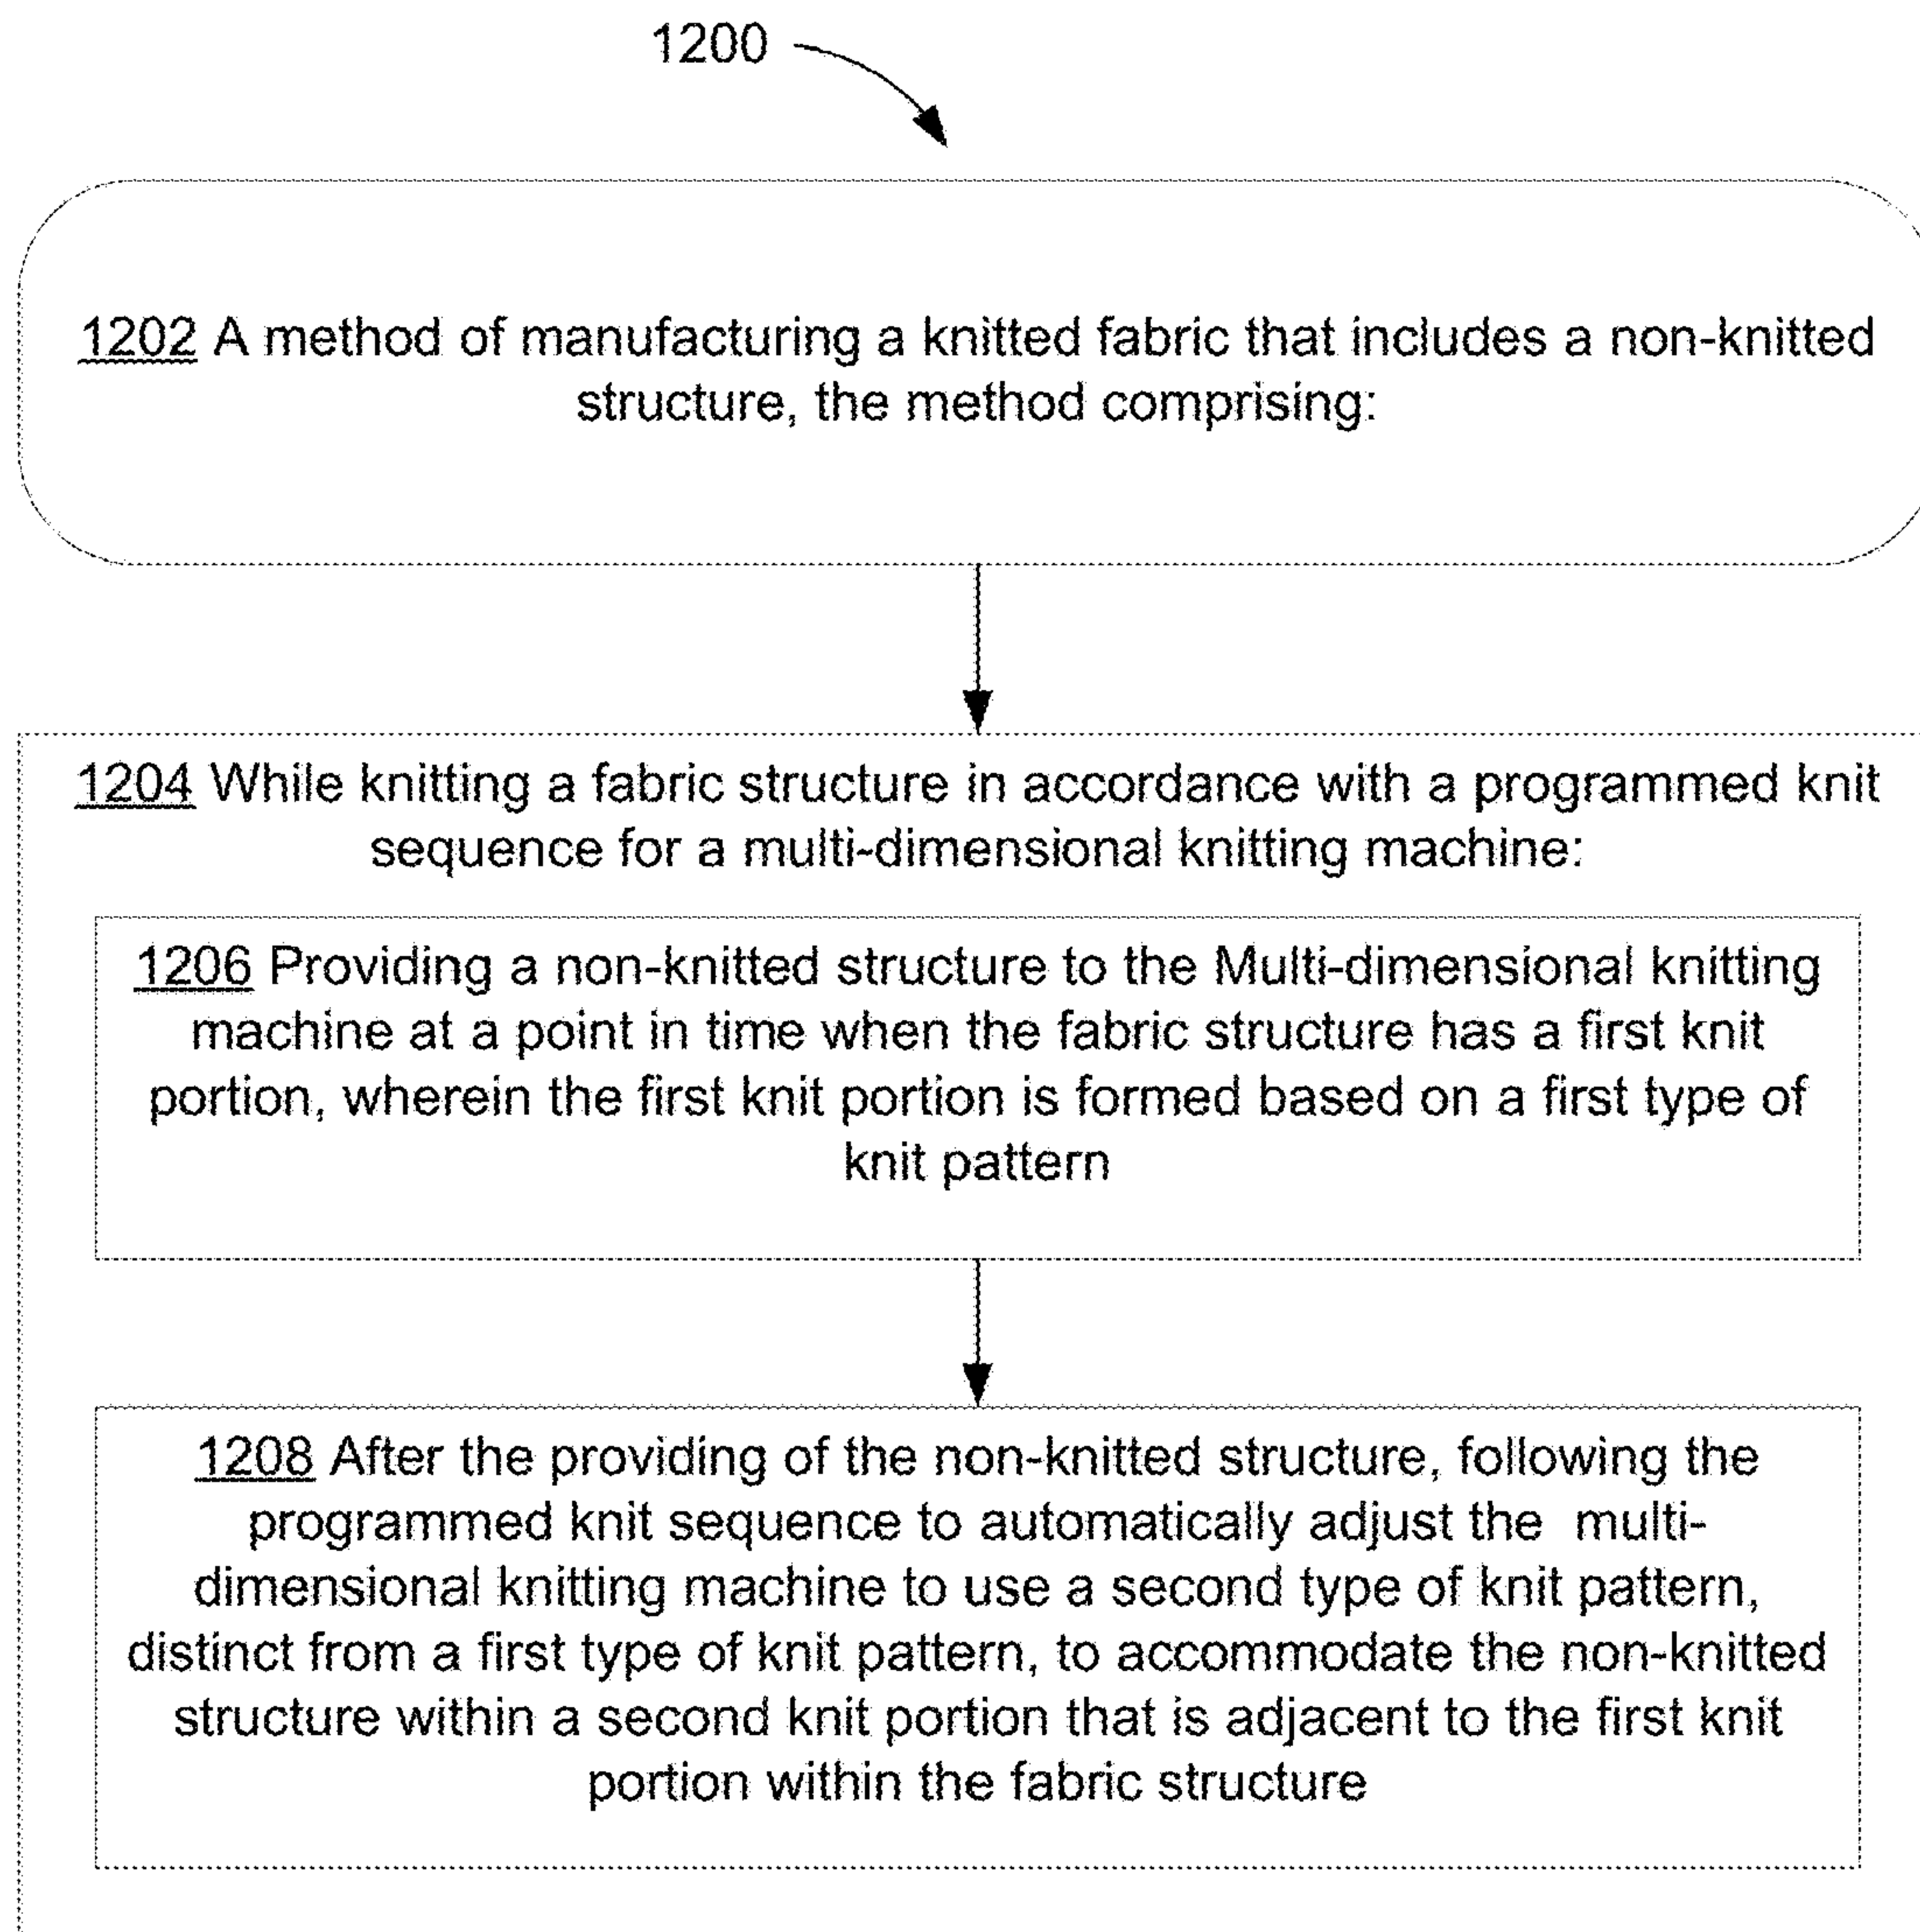 1200
1202 A method of manufacturing a knitted fabric that includes a non-knitted
structure, the method comprising:
1204 While knitting a fabric structure in accordance with a programmed knit
sequence for a multi-dimensional knitting machine:
1206 Providing a non-knitted structure to the Multi-dimensional knitting
machine at a point in time when the fabric structure has a first knit
portion, wherein the first knit portion is formed based on a first type of
knit pattern
1208 After the providing of the non-knitted structure, following the
programmed knit sequence to automatically adjust the multi-
dimensional knitting machine to use a second type of knit pattern,
distinct from a first type of knit pattern, to accommodate the non-knitted
structure within a second knit portion that is adjacent to the first knit
portion within the fabric structure